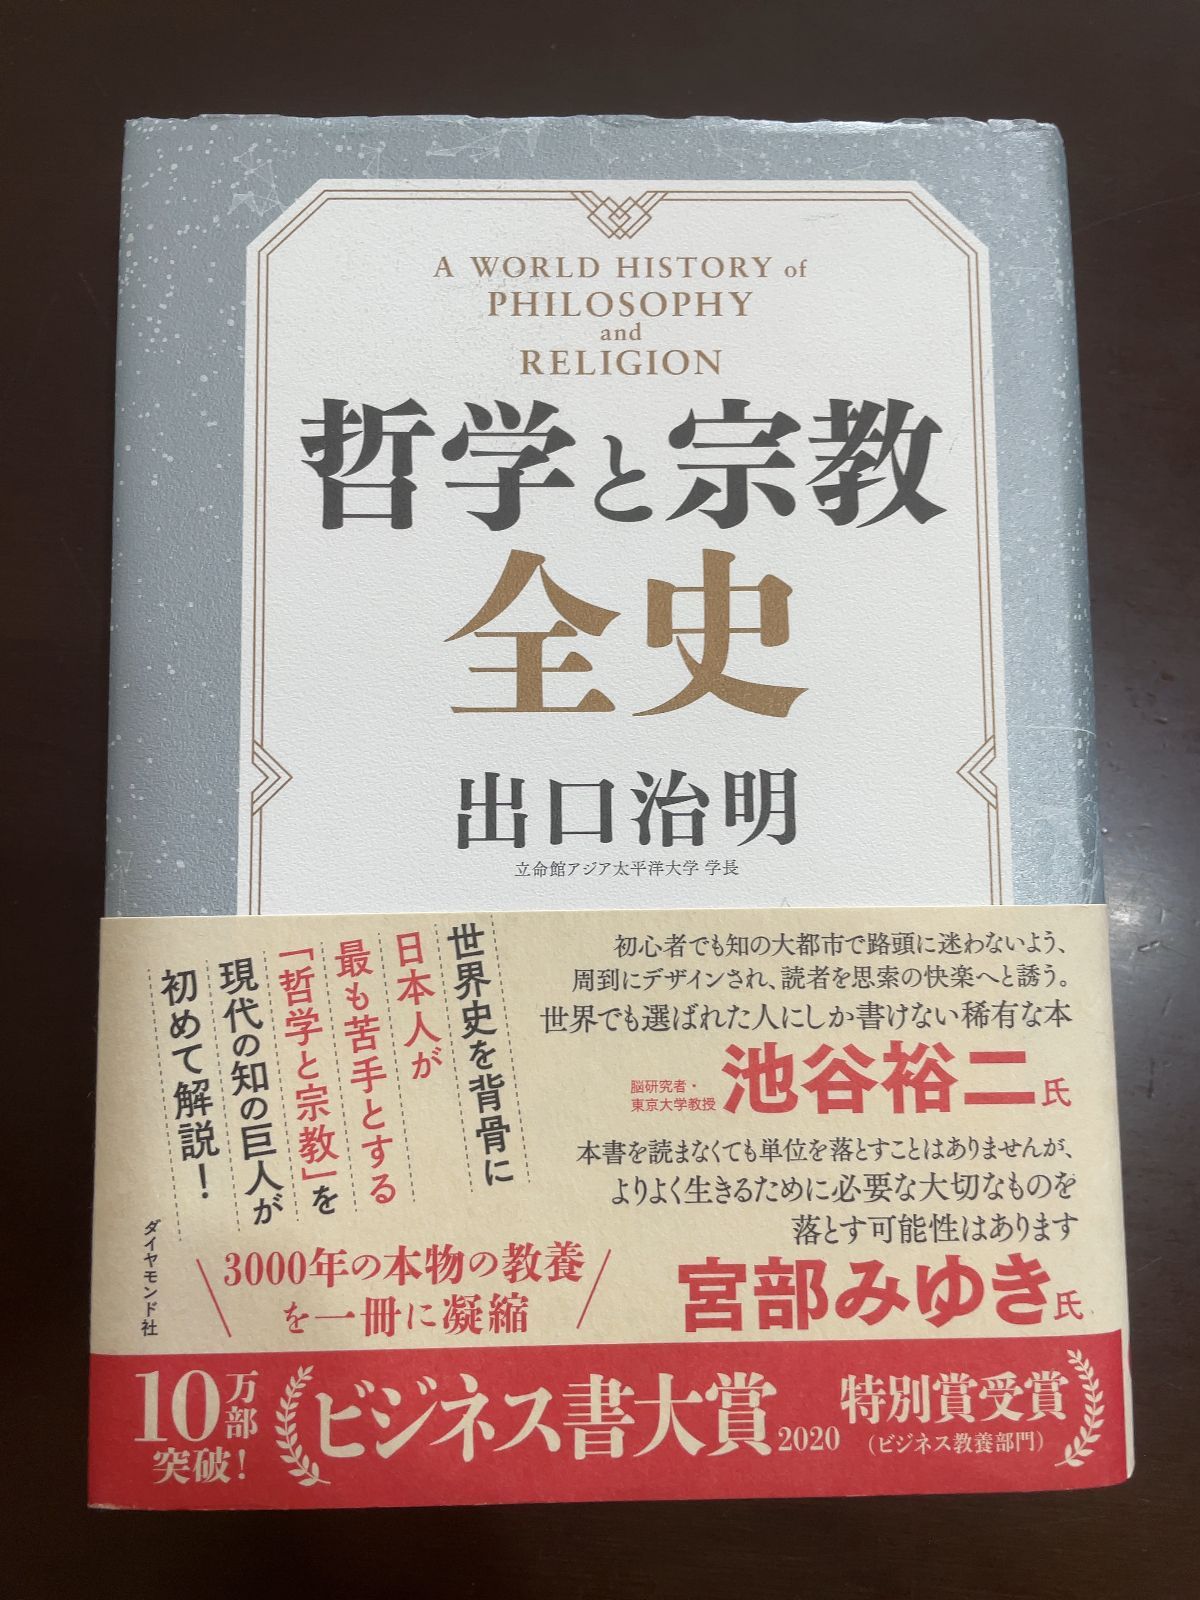 A WORLD HISTORY of
PHILOSOPHY
and
RELIGION
哲学と宗教
全史
出口治明
立命館アジア太平洋大学 学長
初心者でも知の大都市で路頭に迷わないよう、
周到にデザインされ、読者を思索の快楽へと誘う。
世界でも選ばれた人にしか書けない稀有な本
脳研究者・
東京大学教授
池谷裕二氏
本書を読まなくても単位を落とすことはありませんが、
よりよく生きるために必要な大切なものを
落とす可能性はあります
宮部みゆき氏
世界史を背骨に
日本人が
最も苦手とする
「哲学と宗教」を
現代の知の巨人が
初めて解説！
ダイヤモンド社
3000年の本物の教養
を一冊に凝縮
10万部
突破！
ビジネス書大賞2020
特別賞受賞
（ビジネス教養部門）